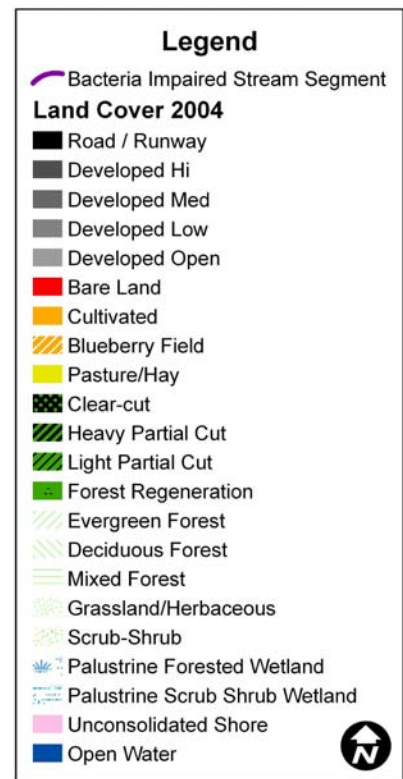 Legend
Bacteria Impaired Stream Segment
Land Cover 2004
Road / Runway
Developed Hi
Developed Med
Developed Low
Developed Open
Bare Land
Cultivated
Blueberry Field
Pasture/Hay
Clear-cut
Heavy Partial Cut
Light Partial Cut
Forest Regeneration
Evergreen Forest
Deciduous Forest
Mixed Forest
Grassland/Herbaceous
Scrub-Shrub
Palustrine Forested Wetland
Palustrine Scrub Shrub Wetland
Unconsolidated Shore
Open Water
N